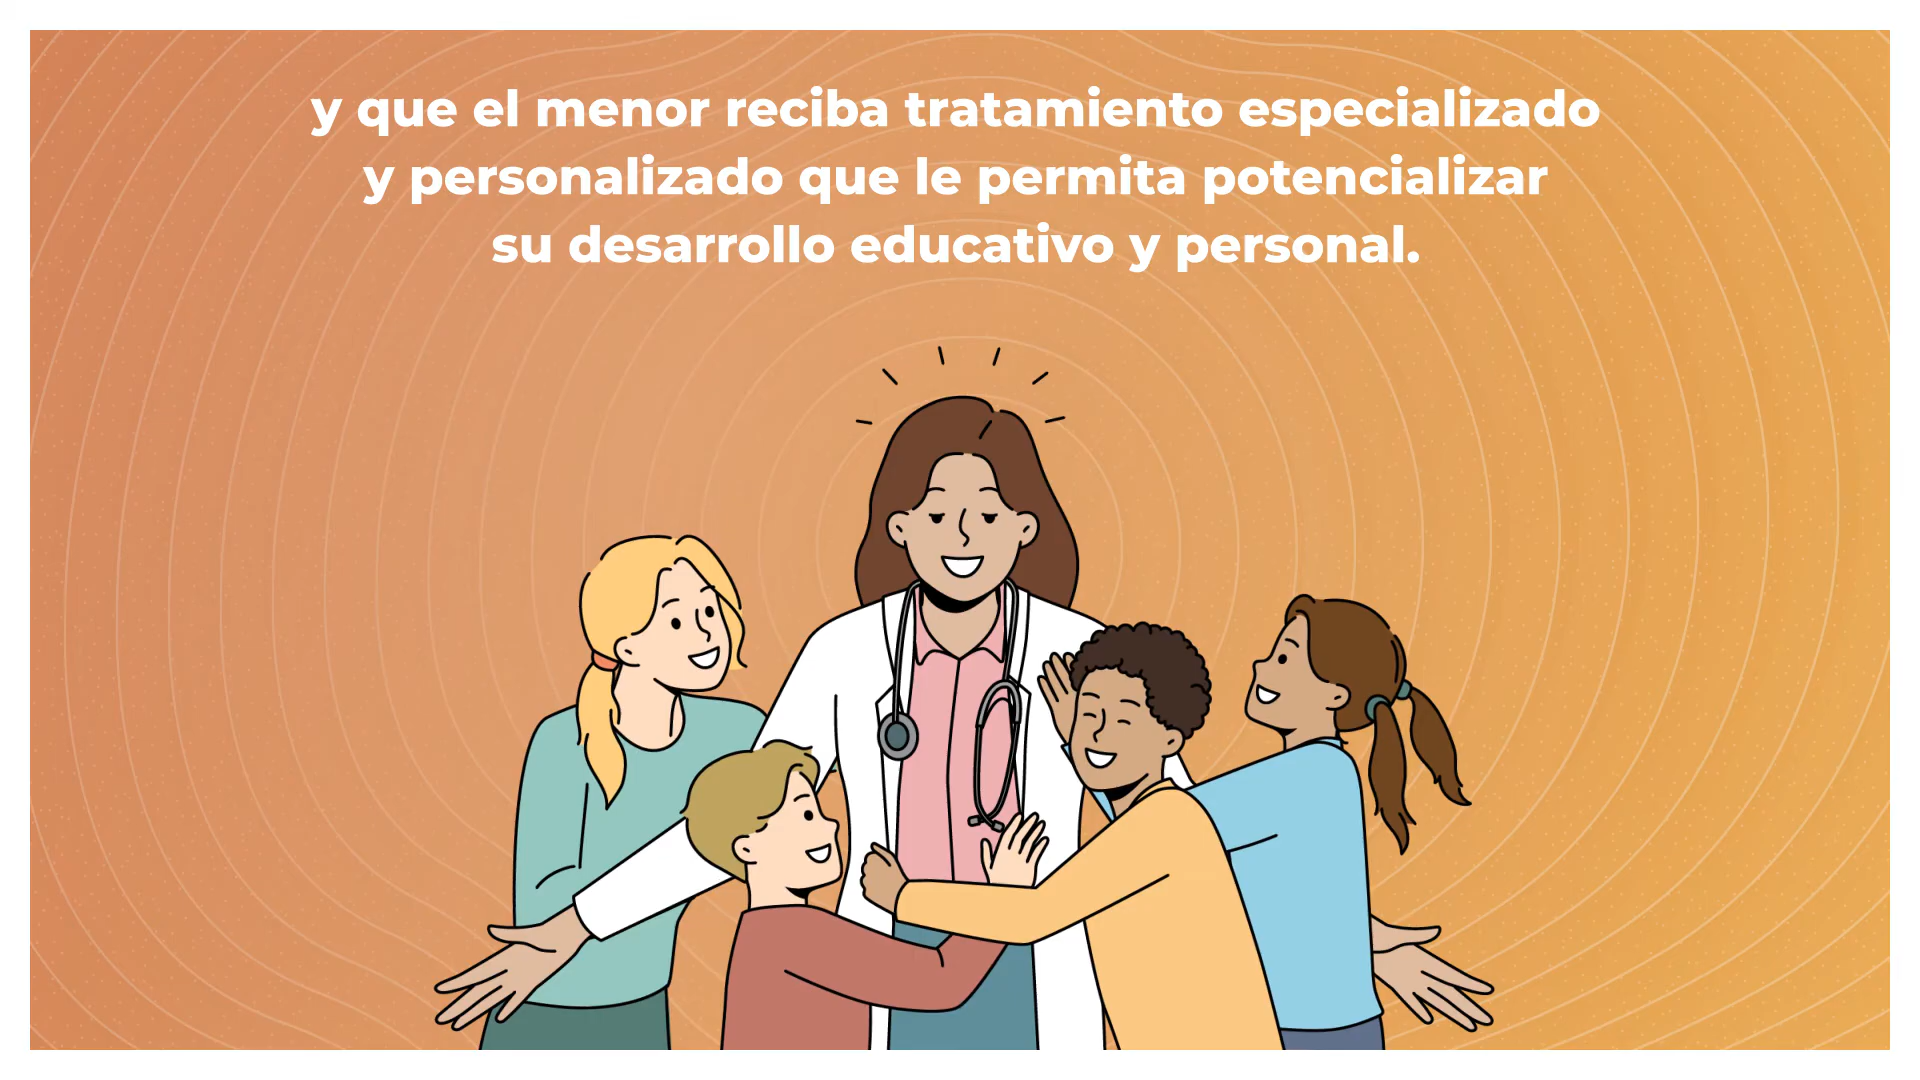 y que el menor reciba tratamiento especializado
y personalizado que le permita potencializar
su desarrollo educativo y personal.